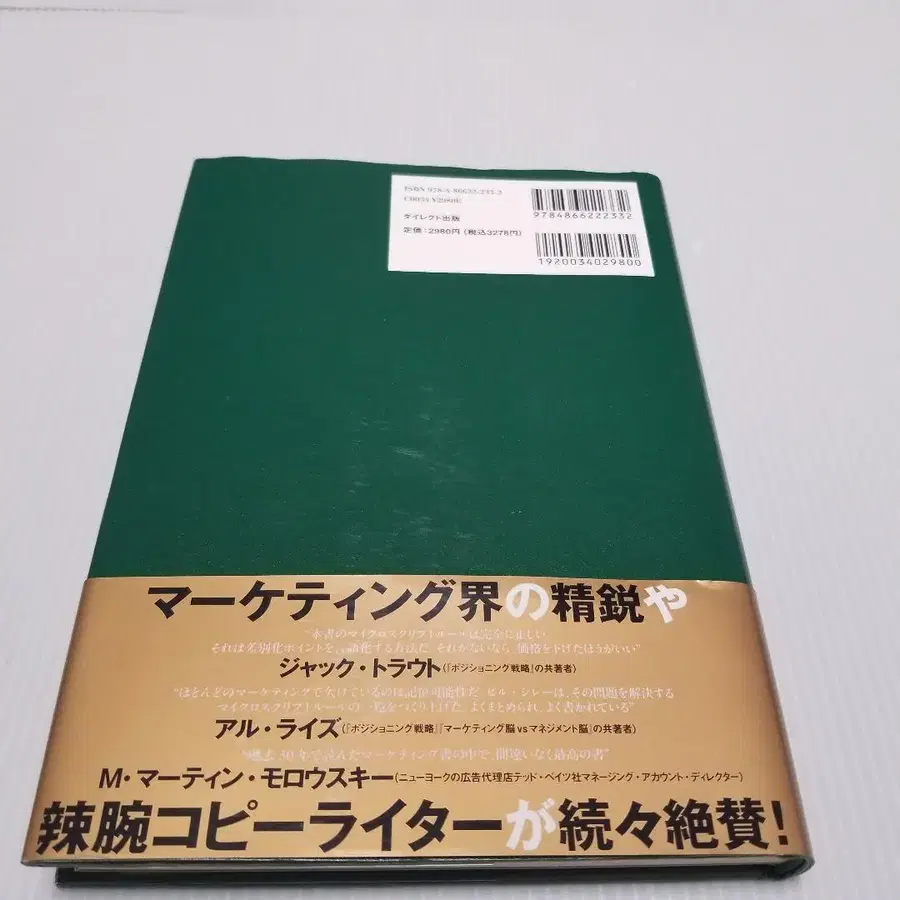 ISBN 978-4-86622-233-2
9784866222332
ダイレクト出版
定価：2980円（税込3278円）
1920034029800
マーケティング界の精鋭や
“本書のマイクロスクリプトルールは完全に正しい
それは差別化ポイントを 動化する方法だ それがないなら、価格を下げたほうがいい”
ジャック・トラウト（『ポジショニング戦略』の共著者）
“ほとんどのマーケティングで欠けているのは記憶可能性だ ビル・シレーは、その問題を解決する
マイクロスクリプトルールの 覧をつくり上げた よくまとめられ、よく書かれている”
アル・ライズ（『ポジショニング戦略』『マーケティング脳 vs マネジメント脳』の共著者）
“過去30年で読んだマーケティング書の中で、間違いなく最高の書”
M・マーティン・モロウスキー（ニューヨークの広告代理店テッド・ベイツ社マネージング・アカウント・ディレクター）
辣腕コピーライターが続々絶賛！